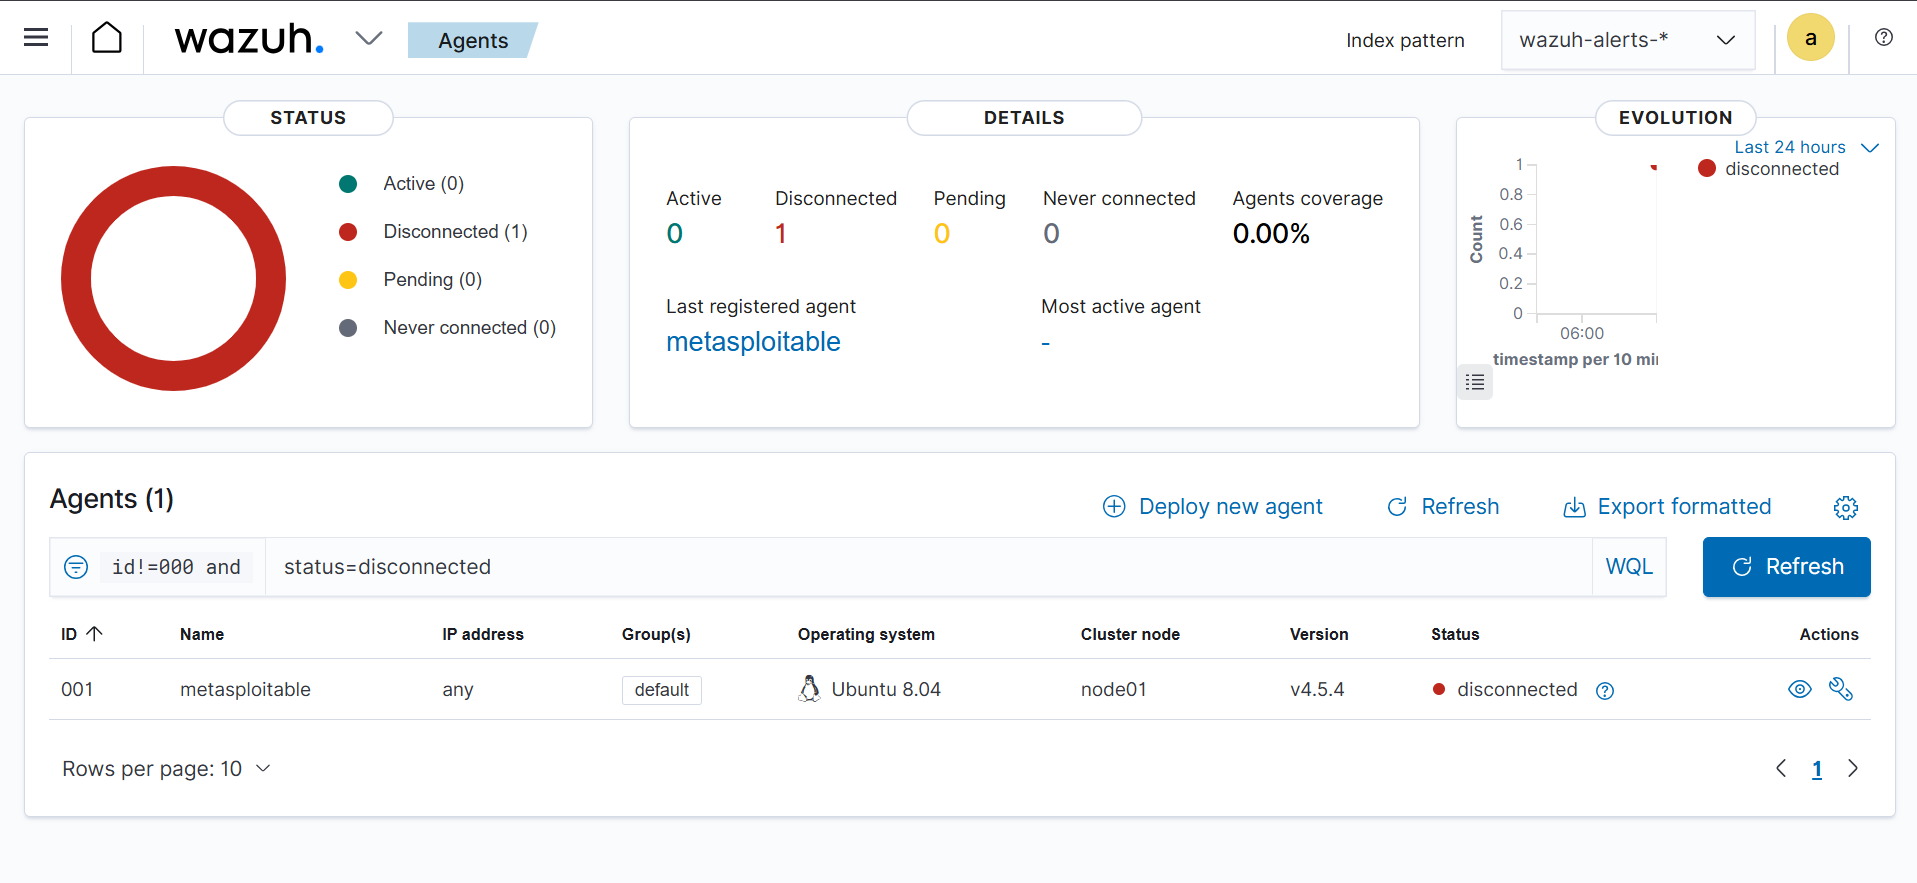 wazuh.
Agents
Index pattern
wazuh-alerts-*
a
STATUS
Active (0)
Disconnected (1)
Pending (0)
Never connected (0)
DETAILS
Active
0
Disconnected
1
Pending
0
Never connected
0
Agents coverage
0.00%
Last registered agent
metasploitable
Most active agent
-
EVOLUTION
Last 24 hours
disconnected
1
0.8
0.6
0.4
0.2
0
Count
06:00
timestamp per 10 mi
Agents (1)
Deploy new agent
Refresh
Export formatted
id!=000 and
status=disconnected
WQL
Refresh
ID Name IP address Group(s) Operating system Cluster node Version Status Actions
001 metasploitable any default Ubuntu 8.04 node01 v4.5.4 disconnected
Rows per page: 10
1